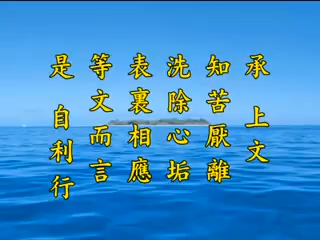 承 上文
知苦厭離
洗除心垢
表裏相應
等文而言
是 自利行